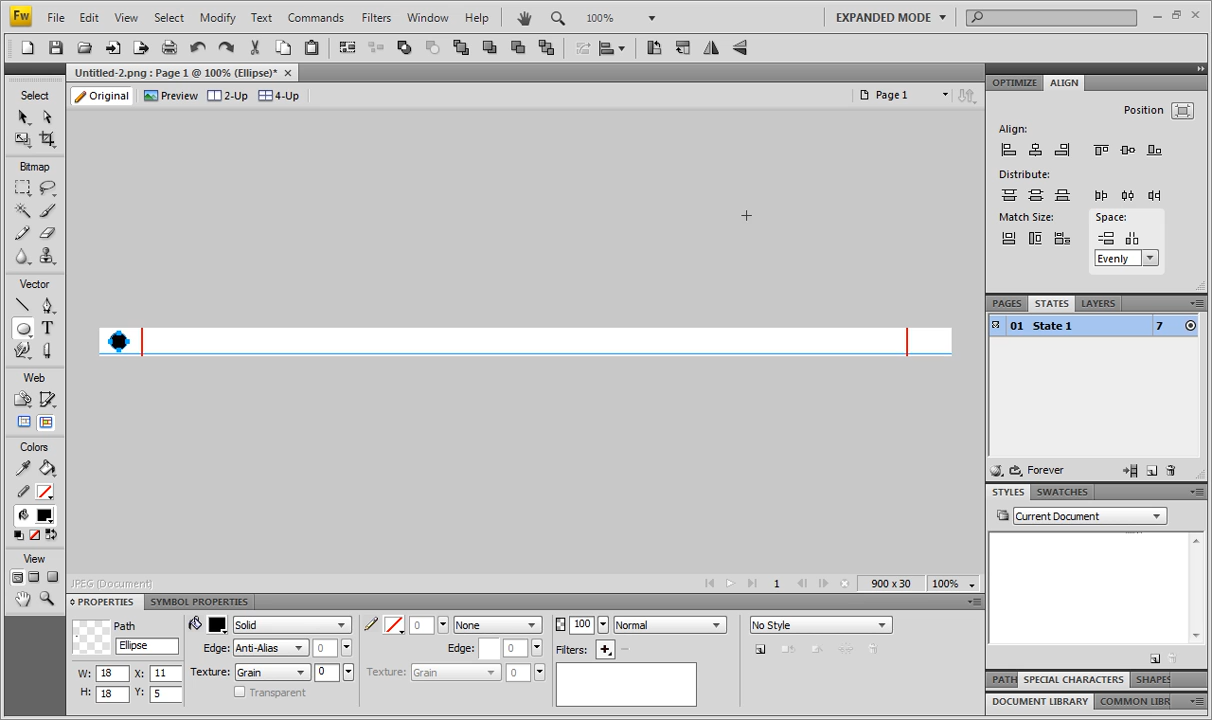 Fw File Edit View Select Modify Text Commands Filters Window Help 100% EXPANDED MODE
Untitled-2.png : Page 1 @ 100% (Ellipse)* ×
Original Preview 2-Up 4-Up Page 1
Select
Bitmap
Vector
T
Web
Colors
View
OPTIMIZE ALIGN
Position
Align:
Distribute:
Match Size: Space:
Evenly
PAGES STATES LAYERS
01 State 1 7
Forever
STYLES SWATCHES
Current Document
JPEG (Document) 1 900 x 30 100%
PROPERTIES SYMBOL PROPERTIES
Path Solid 0 None 100 Normal No Style
Ellipse Edge: Anti-Alias 0 Edge: 0 Filters:
W: 18 X: 11 Texture: Grain 0 Texture: Grain 0
H: 18 Y: 5 Transparent
PATH SPECIAL CHARACTERS SHAPES
DOCUMENT LIBRARY COMMON LIBR